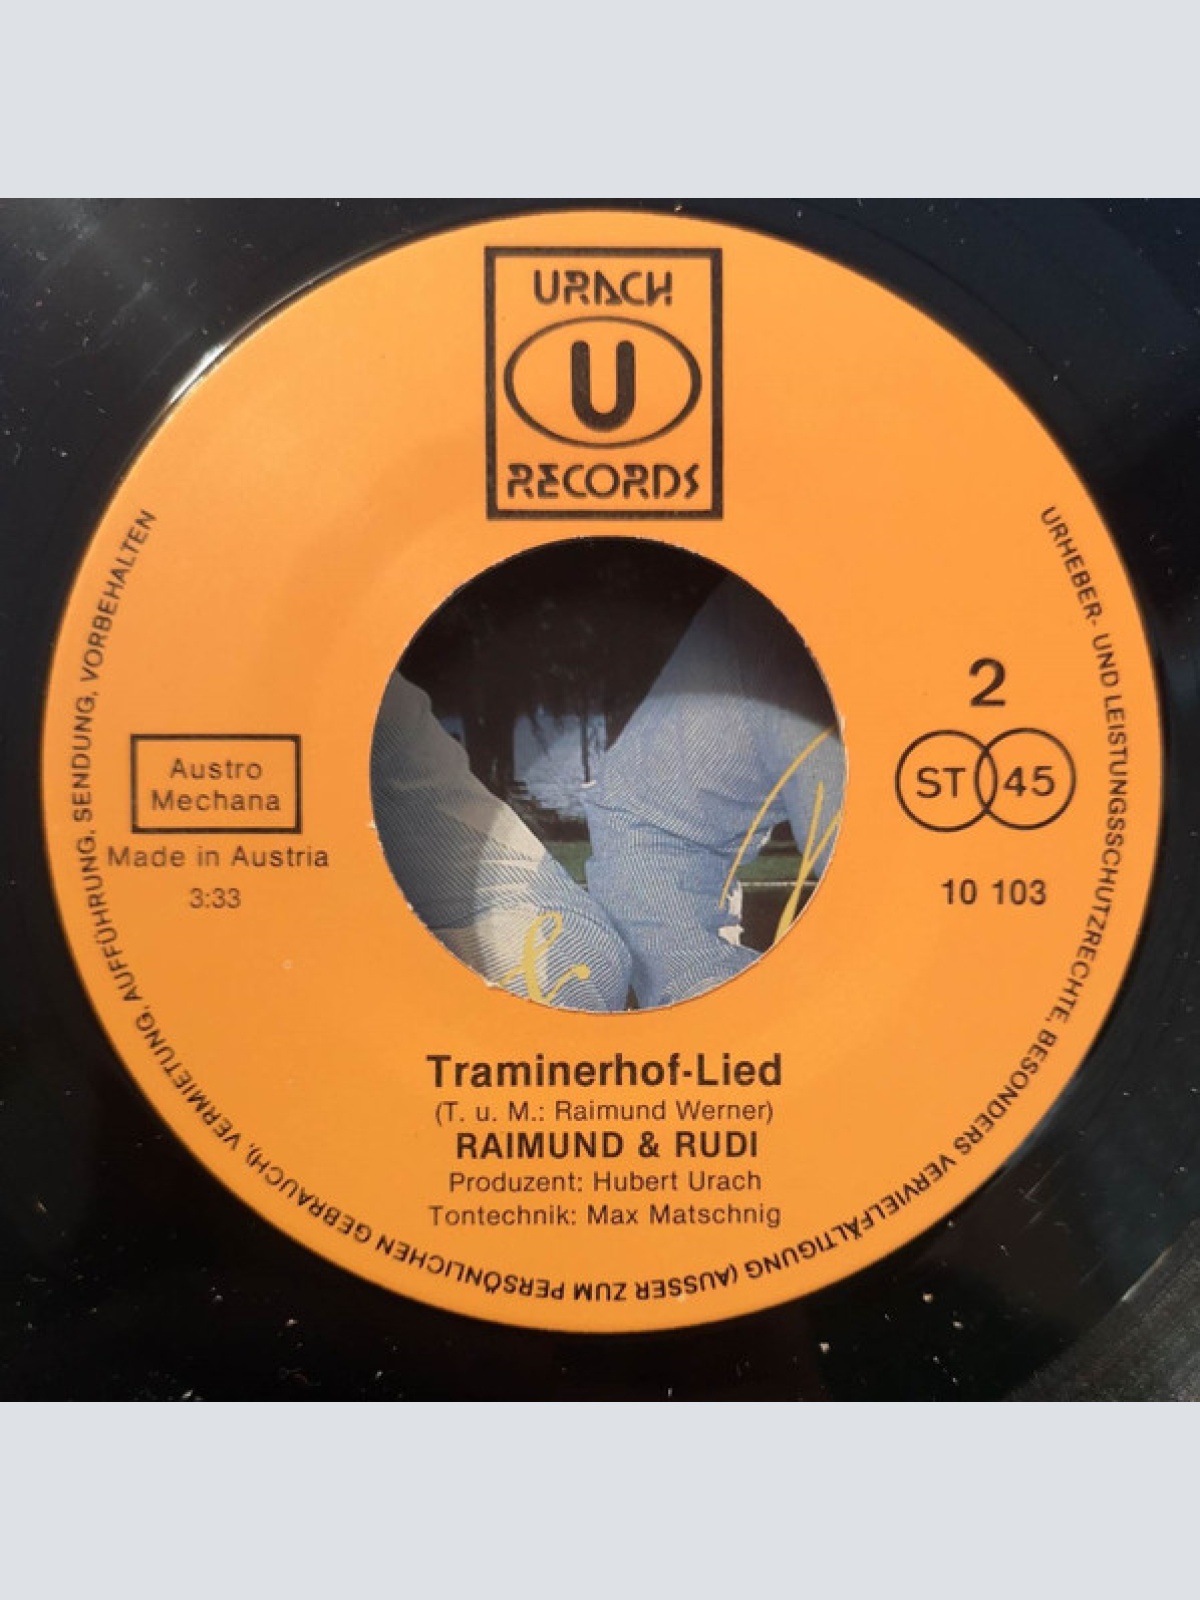 URACH
U
RECORDS
2
ST 45
10 103
Austro
Mechana
Made in Austria
3:33
Traminerhof-Lied
(T. u. M.: Raimund Werner)
RAIMUND & RUDI
Produzent: Hubert Urach
Tontechnik: Max Matschnig
URHEBER- UND LEISTUNGSSCHUTZRECHTE, BESONDERS VERVIELFÄLTIGUNG (AUSSER ZUM PERSÖNLICHEN GEBRAUCH), VERMIETUNG, AUFFÜHRUNG, SENDUNG, VORBEHALTEN